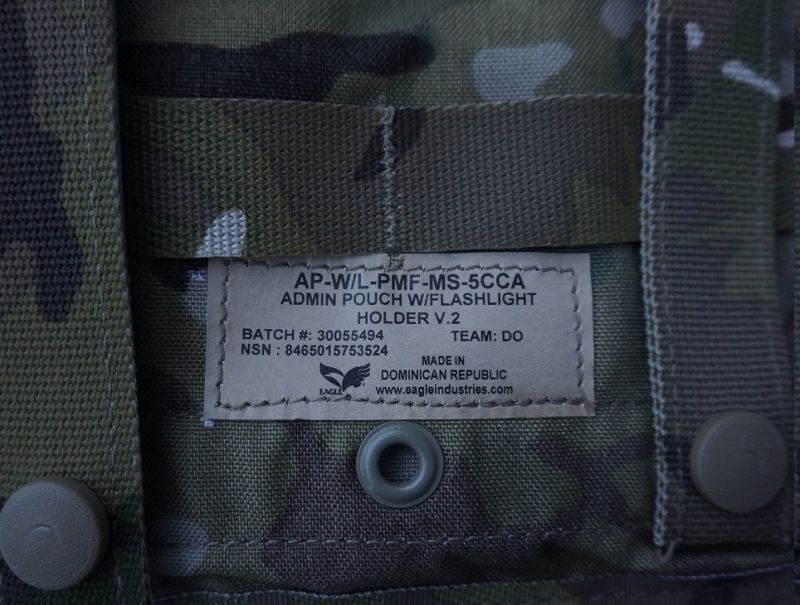 AP-W/L-PMF-MS-5CCA
ADMIN POUCH W/FLASHLIGHT
HOLDER V.2
BATCH #: 30055494 TEAM: DO
NSN : 8465015753524
MADE IN
DOMINICAN REPUBLIC
EAGLE www.eagleindustries.com